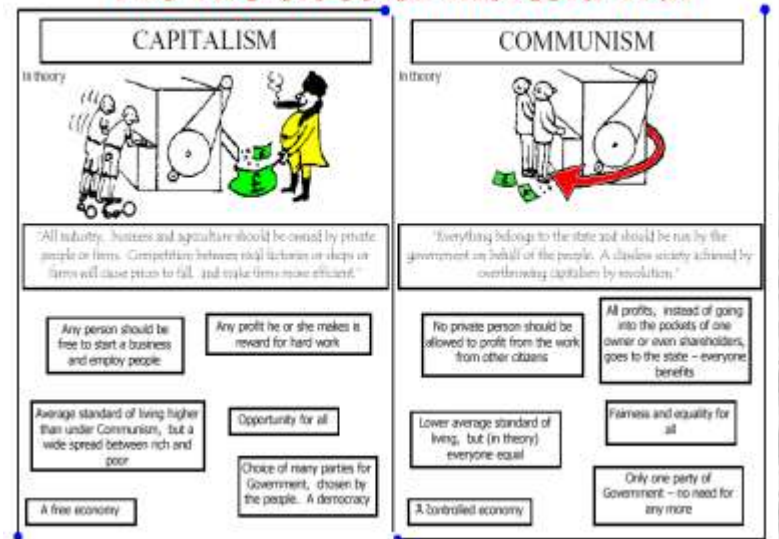 CAPITALISM
In theory
"All industry, business and agriculture should be owned by private
people or firms. Competition between rival factories or shops or
farms will cause prices to fall, and make firms more efficient."
Any person should be
free to start a business
and employ people
Any profit he or she makes is
reward for hard work
Average standard of living higher
than under Communism, but a
wide spread between rich and
poor
Opportunity for all
Choice of many parties for
Government, chosen by
the people. A democracy
A free economy
COMMUNISM
In theory
"Everything belongs to the state and should be run by the
government on behalf of the people. A classless society achieved by
overthrowing capitalism by revolution."
No private person should be
allowed to profit from the work
from other citizens
All profits, instead of going
into the pockets of one
owner or even shareholders,
goes to the state – everyone
benefits
Lower average standard of
living, but (in theory)
everyone equal
Fairness and equality for
all
Only one party of
Government – no need for
any more
A controlled economy